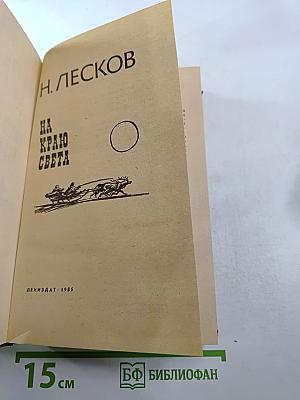 Н. ЛЕСКОВ
НА
КРАЮ
СВЕТА
ЛЕНИЗДАТ · 1985
15 см
БФ БИБЛИОФАН